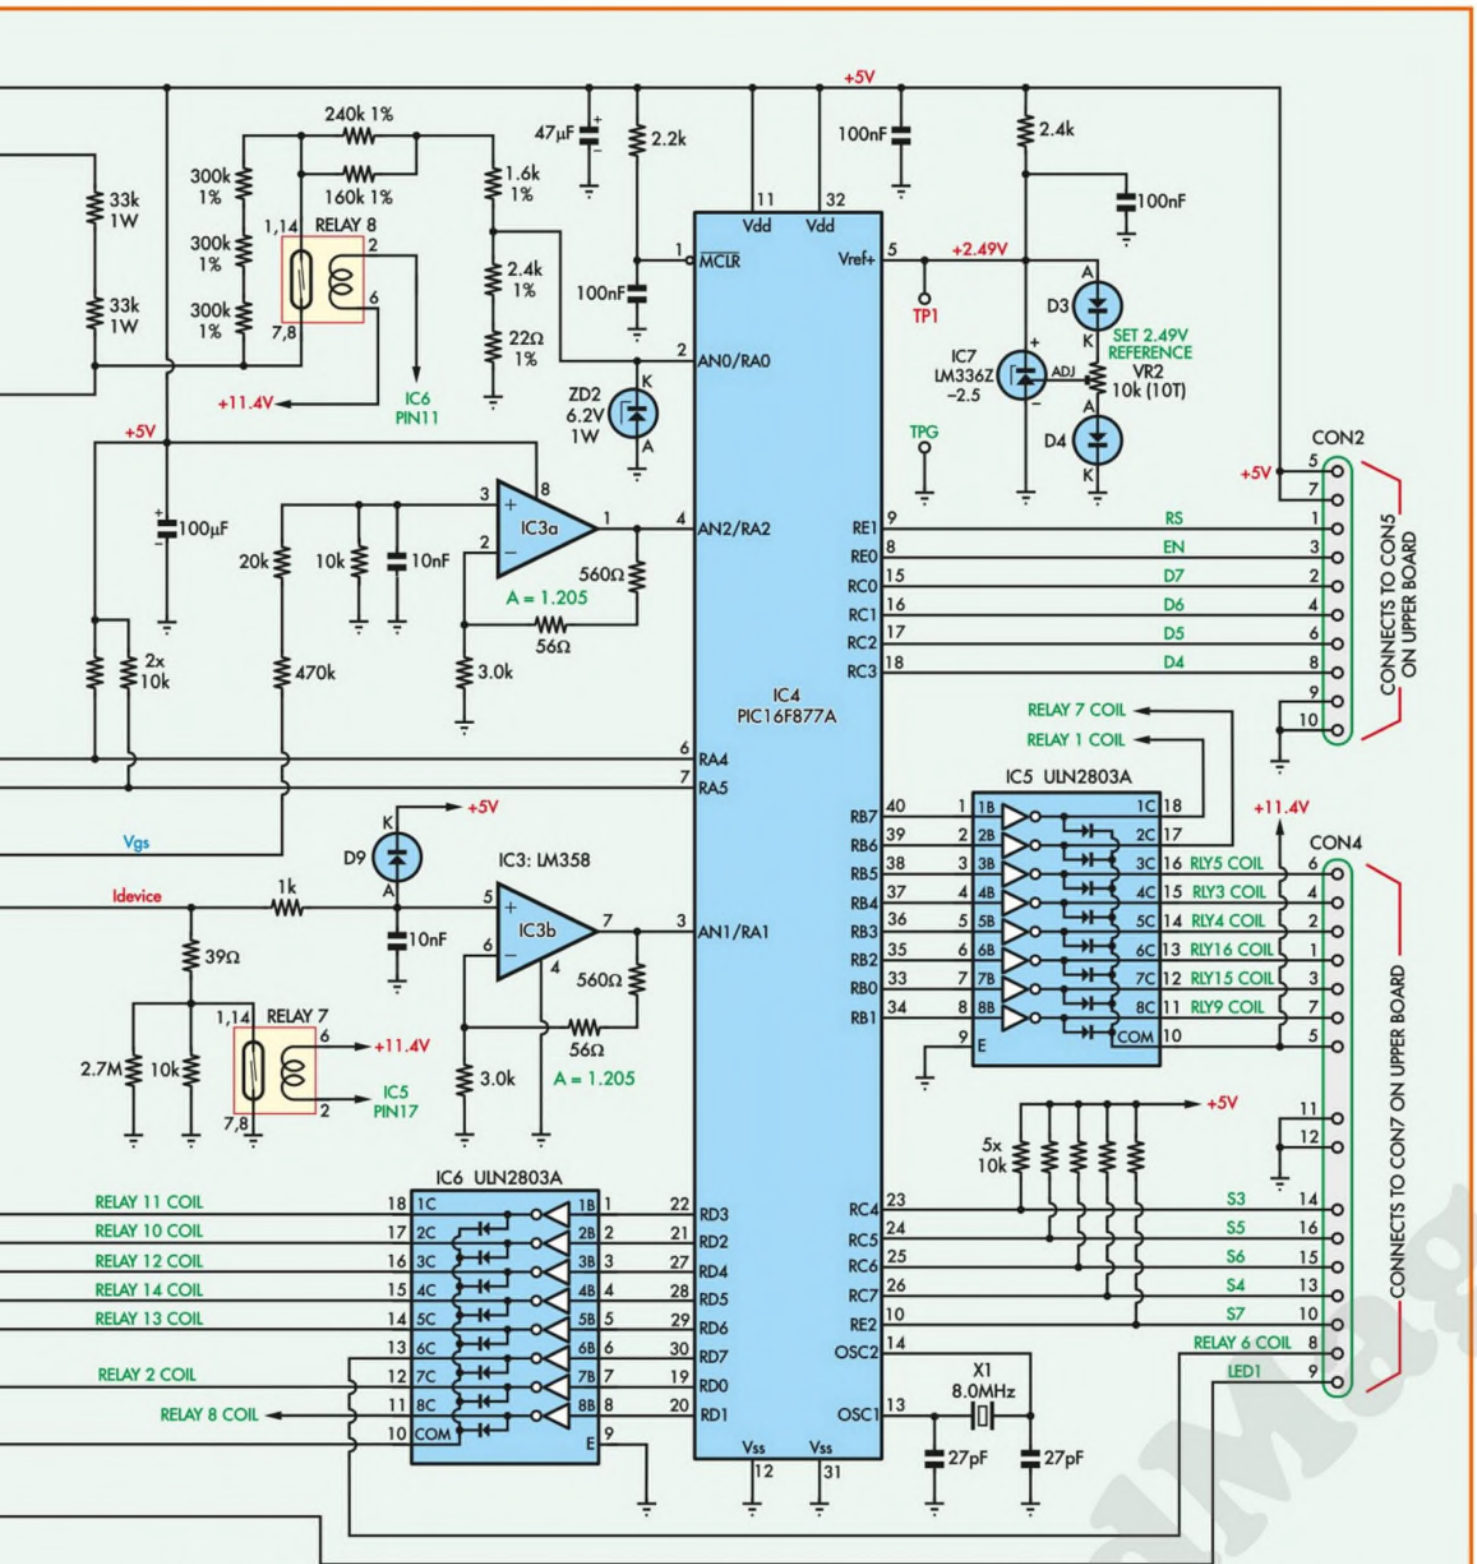 +5V
240k 1%
160k 1%
47µF
+
–
2.2k
100nF
2.4k
33k
1W
33k
1W
300k
1%
300k
1%
300k
1%
1,14
RELAY 8
2
6
7,8
+11.4V
IC6
PIN11
1.6k
1%
2.4k
1%
22Ω
1%
100nF
11
32
Vdd
Vdd
1
MCLR
Vref+
5
+2.49V
TP1
100nF
A
D3
K
SET 2.49V
REFERENCE
VR2
10k (10T)
IC7
LM336Z
–2.5
+
ADJ
–
A
D4
K
2
AN0/RA0
ZD2
6.2V
1W
K
A
TPG
+5V
+
–
100µF
20k
10k
10nF
3
+
8
IC3a
1
2
–
4
AN2/RA2
560Ω
A = 1.205
56Ω
3.0k
470k
2x
10k
IC4
PIC16F877A
6
RA4
7
RA5
CON2
+5V
5
7
RE1
9
RS
1
RE0
8
EN
3
RC0
15
D7
2
RC1
16
D6
4
RC2
17
D5
6
RC3
18
D4
8
9
10
CONNECTS TO CON5
ON UPPER BOARD
RELAY 7 COIL
RELAY 1 COIL
IC5 ULN2803A
+11.4V
CON4
RB7
40
1
1B
1C
18
RB6
39
2
2B
2C
17
RB5
38
3
3B
3C
16
RLY5 COIL
6
RB4
37
4
4B
4C
15
RLY3 COIL
4
RB3
36
5
5B
5C
14
RLY4 COIL
2
RB2
35
6
6B
6C
13
RLY16 COIL
1
RB0
33
7
7B
7C
12
RLY15 COIL
3
RB1
34
8
8B
8C
11
RLY9 COIL
7
9
E
COM
10
5
Vgs
K
+5V
D9
A
IC3: LM358
Idevice
1k
10nF
39Ω
5
+
IC3b
7
6
–
4
3
AN1/RA1
560Ω
56Ω
3.0k
A = 1.205
1,14
RELAY 7
6
+11.4V
2.7M
10k
IC5
PIN17
2
7,8
+5V
5x
10k
11
12
RC4
23
S3
14
RC5
24
S5
16
RC6
25
S6
15
RC7
26
S4
13
RE2
10
S7
10
OSC2
14
RELAY 6 COIL
8
LED1
9
CONNECTS TO CON7 ON UPPER BOARD
X1
8.0MHz
OSC1
13
27pF
27pF
IC6 ULN2803A
RELAY 11 COIL
18
1C
1B
1
22
RD3
RELAY 10 COIL
17
2C
2B
2
21
RD2
RELAY 12 COIL
16
3C
3B
3
27
RD4
RELAY 14 COIL
15
4C
4B
4
28
RD5
RELAY 13 COIL
14
5C
5B
5
29
RD6
13
6C
6B
6
30
RD7
RELAY 2 COIL
12
7C
7B
7
19
RD0
RELAY 8 COIL
11
8C
8B
8
20
RD1
10
COM
E
9
Vss
Vss
12
31